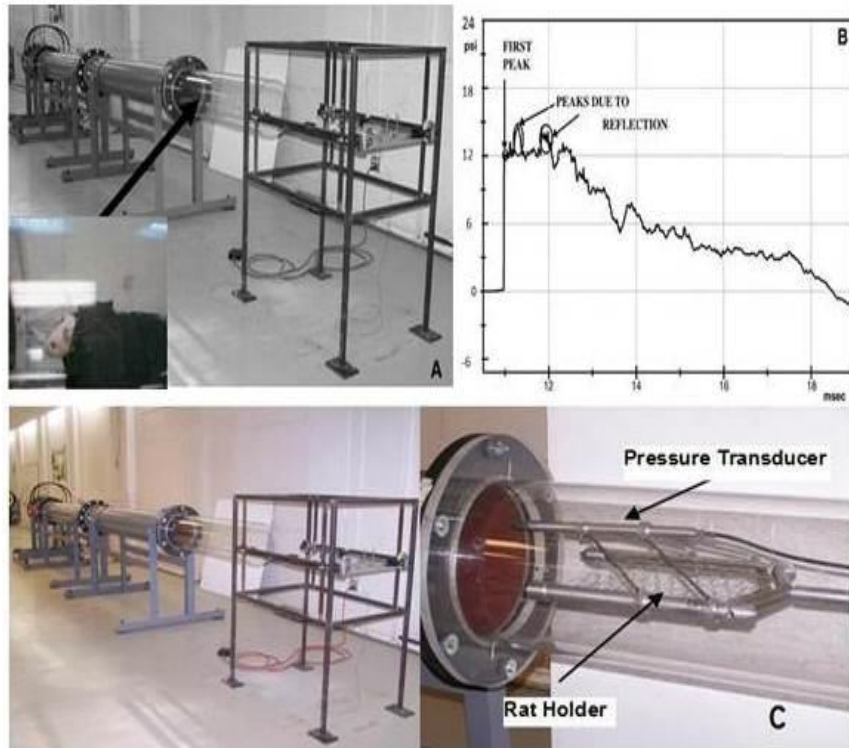 A
24
psi
18
12
6
0
-6
B
FIRST
PEAK
PEAKS DUE TO
REFLECTION
12
14
16
18
msec
Pressure Transducer
Rat Holder
C